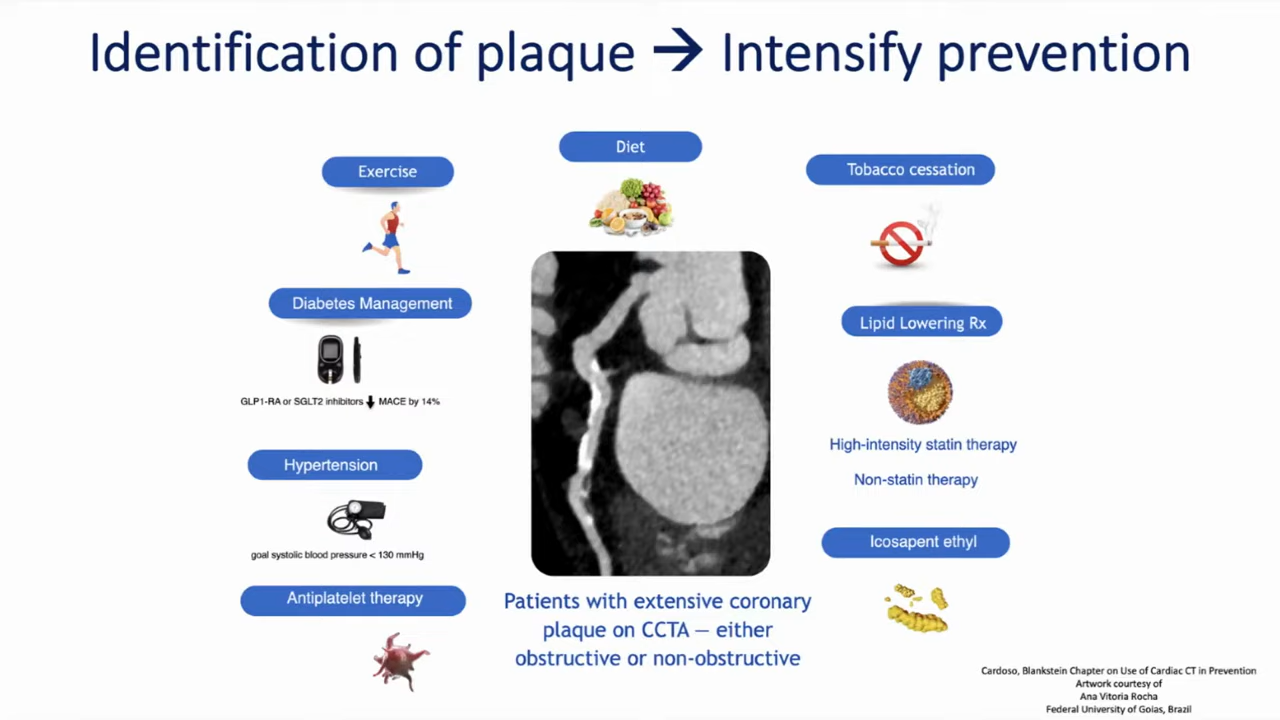 Identification of plaque → Intensify prevention
Diet
Exercise
Tobacco cessation
Diabetes Management
GLP1-RA or SGLT2 inhibitors ⬇ MACE by 14%
Lipid Lowering Rx
High-intensity statin therapy
Non-statin therapy
Hypertension
goal systolic blood pressure < 130 mmHg
Icosapent ethyl
Antiplatelet therapy
Patients with extensive coronary
plaque on CCTA – either
obstructive or non-obstructive
Cardoso, Blankstein Chapter on Use of Cardiac CT in Prevention
Artwork courtesy of
Ana Vitoria Rocha
Federal University of Goias, Brazil